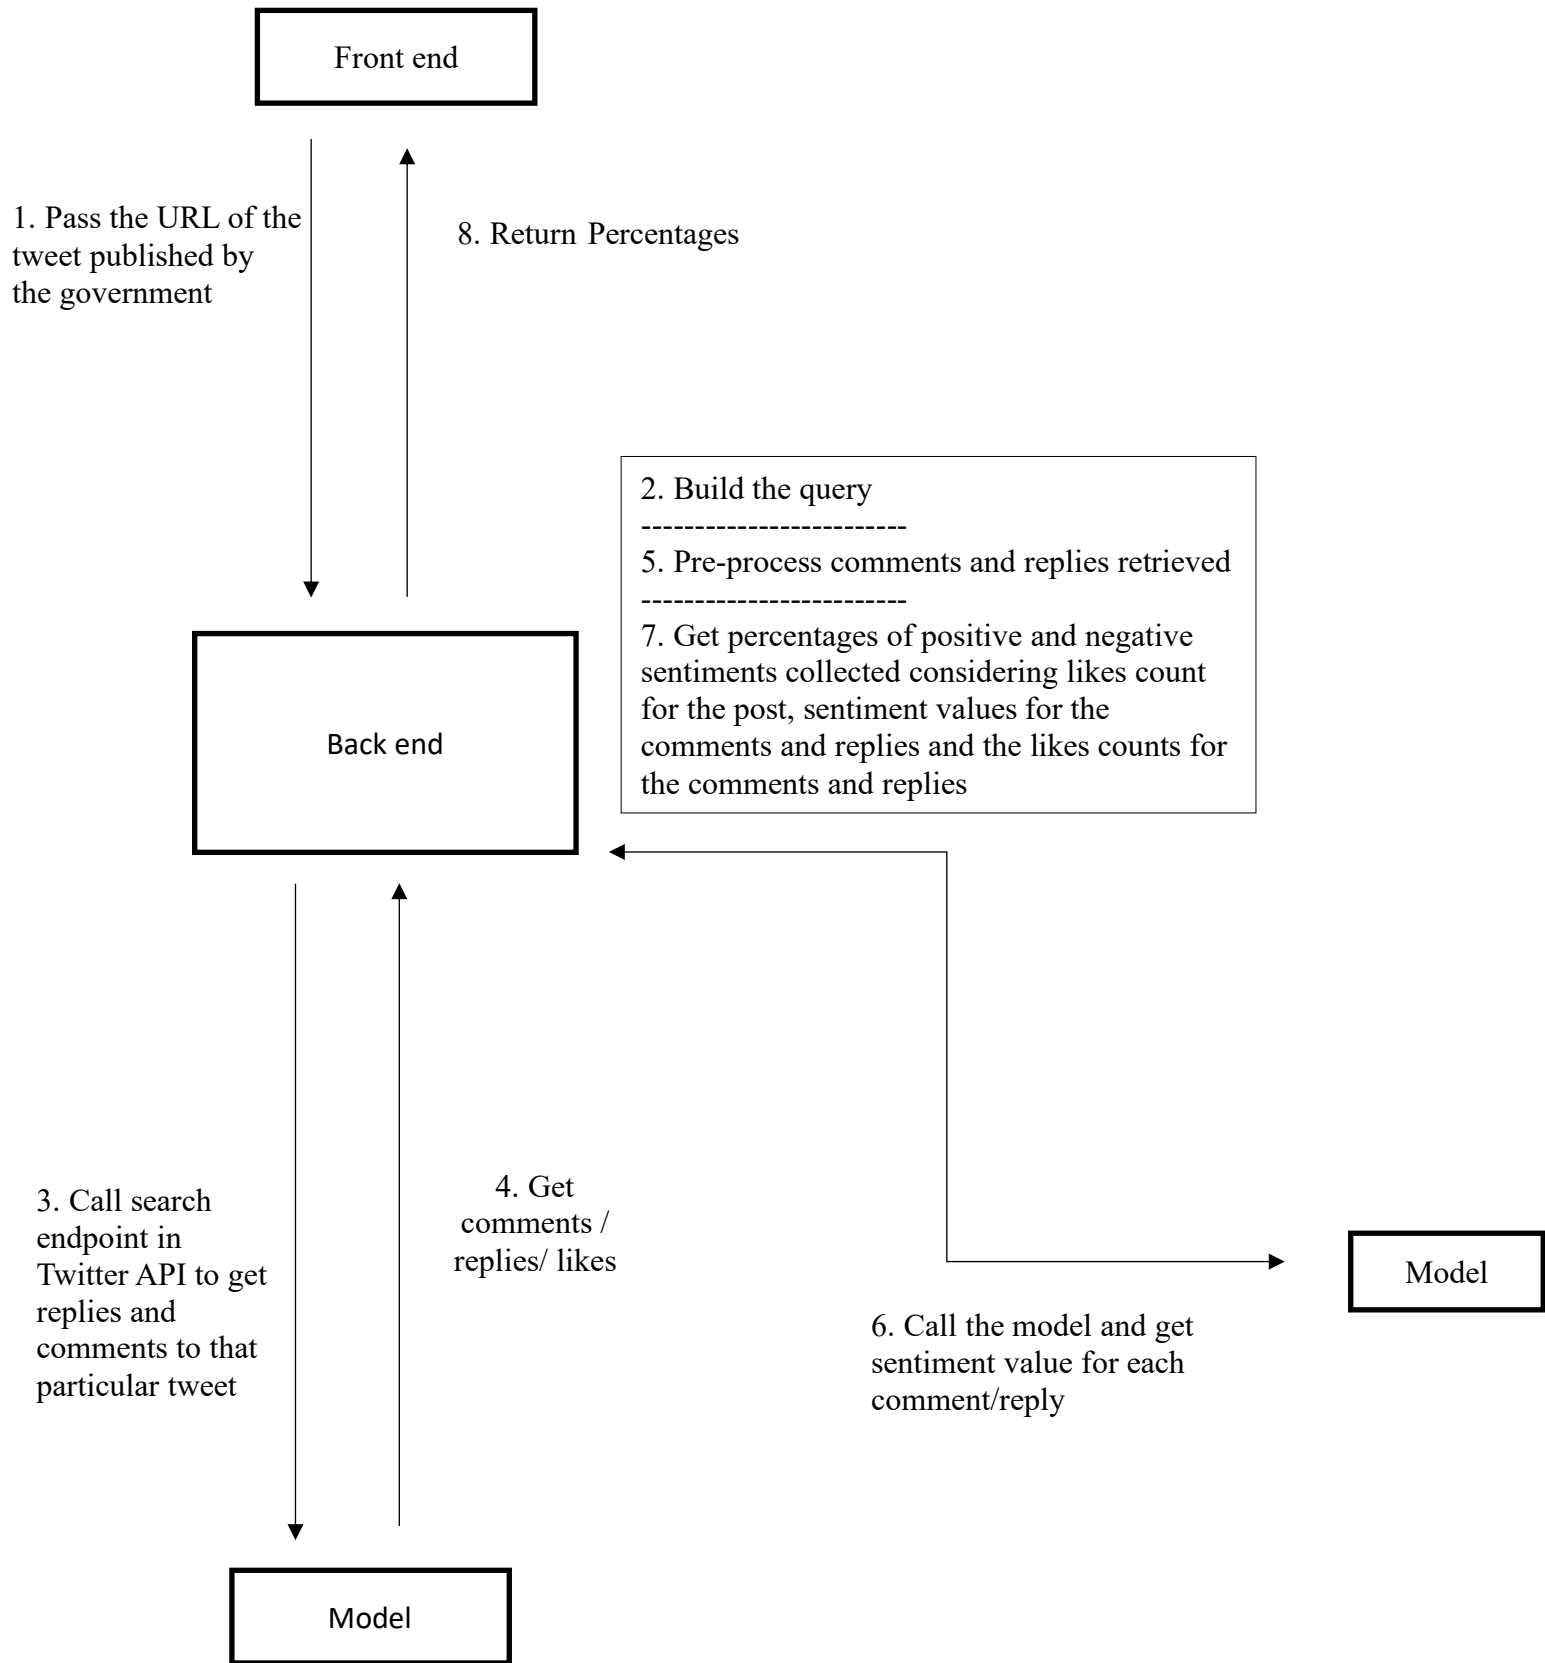 Front end
1. Pass the URL of the
tweet published by
the government
8. Return Percentages
2. Build the query
-------------------------
5. Pre-process comments and replies retrieved
-------------------------
7. Get percentages of positive and negative
sentiments collected considering likes count
for the post, sentiment values for the
comments and replies and the likes counts for
the comments and replies
Back end
3. Call search
endpoint in
Twitter API to get
replies and
comments to that
particular tweet
4. Get
comments /
replies/ likes
6. Call the model and get
sentiment value for each
comment/reply
Model
Model